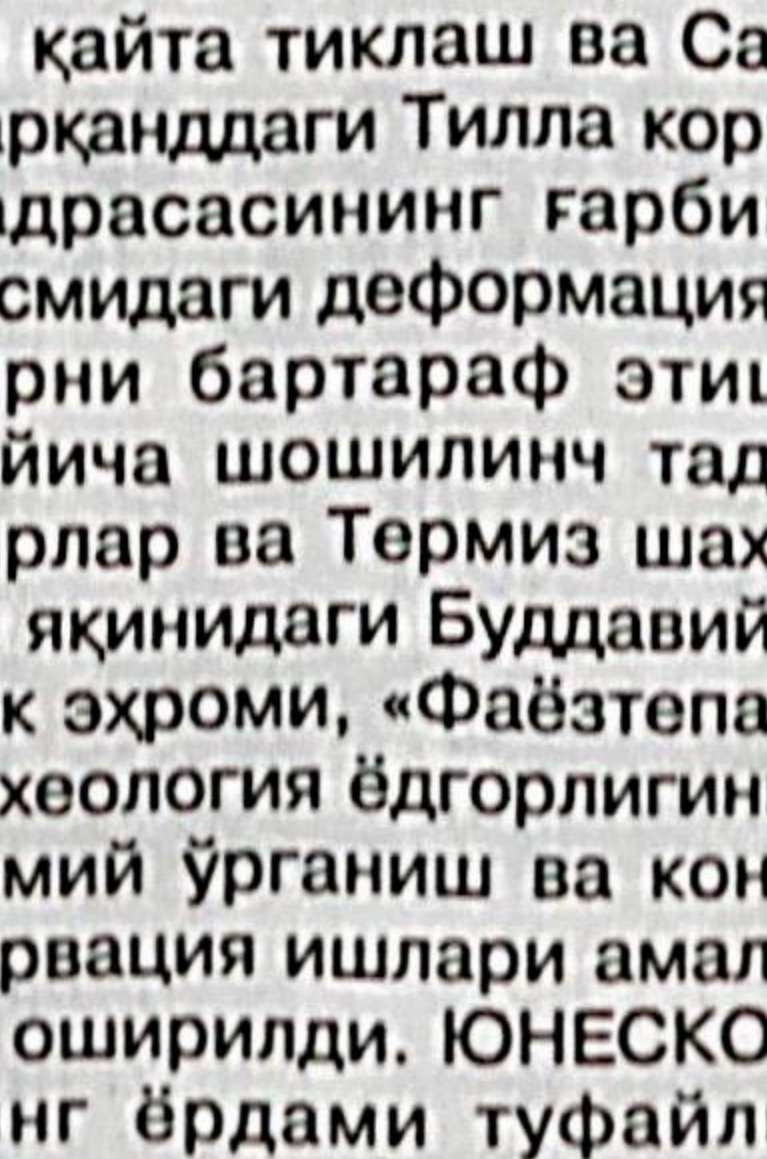 қайта тиклаш ва Са
рқанддаги Тилла кор
драсасининг ғарби
смидаги деформация
рни бартараф этиш
йича шошилинч тад
рлар ва Термиз шах
яқинидаги Буддавий
к эҳроми, «Фаёзтепа
хеология ёдгорлигин
мий ўрганиш ва кон
рвация ишлари амал
оширилди. ЮНЕСКО
нг ёрдами туфайл